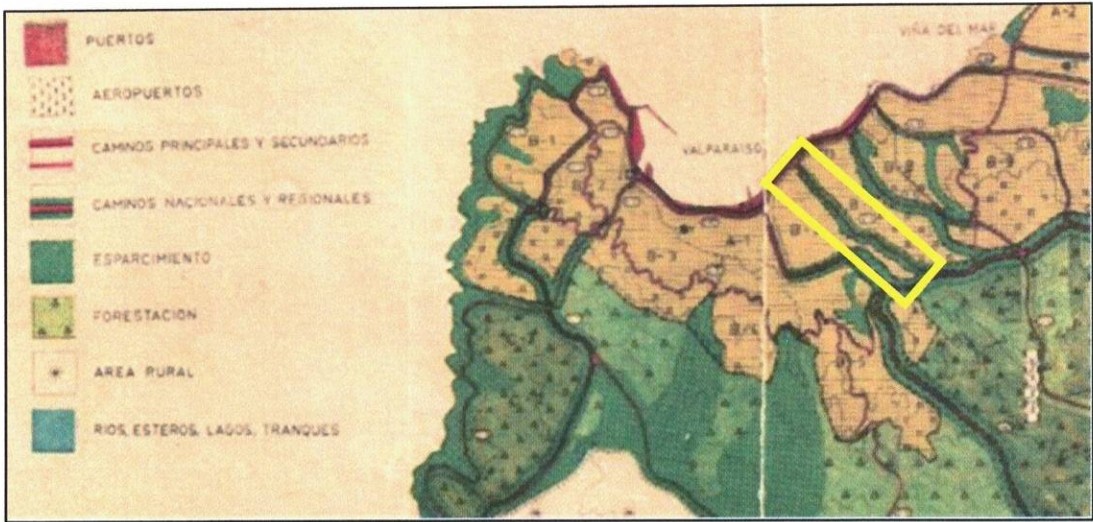 PUERTOS
AEROPUERTOS
CAMINOS PRINCIPALES Y SECUNDARIOS
CAMINOS NACIONALES Y REGIONALES
ESPARCIMIENTO
FORESTACION
AREA RURAL
RIOS, ESTEROS, LAGOS, TRANQUES
VIÑA DEL MAR
A-2
VALPARAISO
B-1
B-2
A-1
B-3